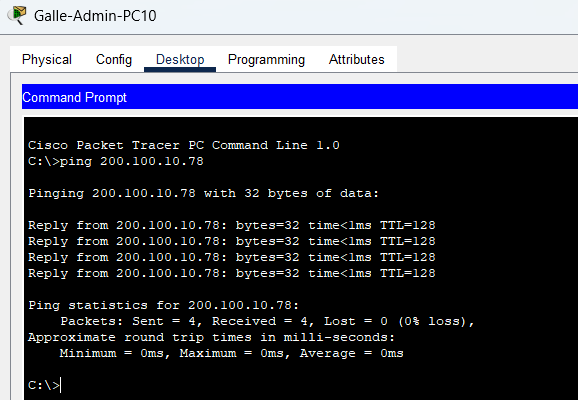 Galle-Admin-PC10
Physical Config Desktop Programming Attributes
Command Prompt
Cisco Packet Tracer PC Command Line 1.0
C:\>ping 200.100.10.78
Pinging 200.100.10.78 with 32 bytes of data:
Reply from 200.100.10.78: bytes=32 time<1ms TTL=128
Reply from 200.100.10.78: bytes=32 time<1ms TTL=128
Reply from 200.100.10.78: bytes=32 time<1ms TTL=128
Reply from 200.100.10.78: bytes=32 time<1ms TTL=128
Ping statistics for 200.100.10.78:
Packets: Sent = 4, Received = 4, Lost = 0 (0% loss),
Approximate round trip times in milli-seconds:
Minimum = 0ms, Maximum = 0ms, Average = 0ms
C:\>